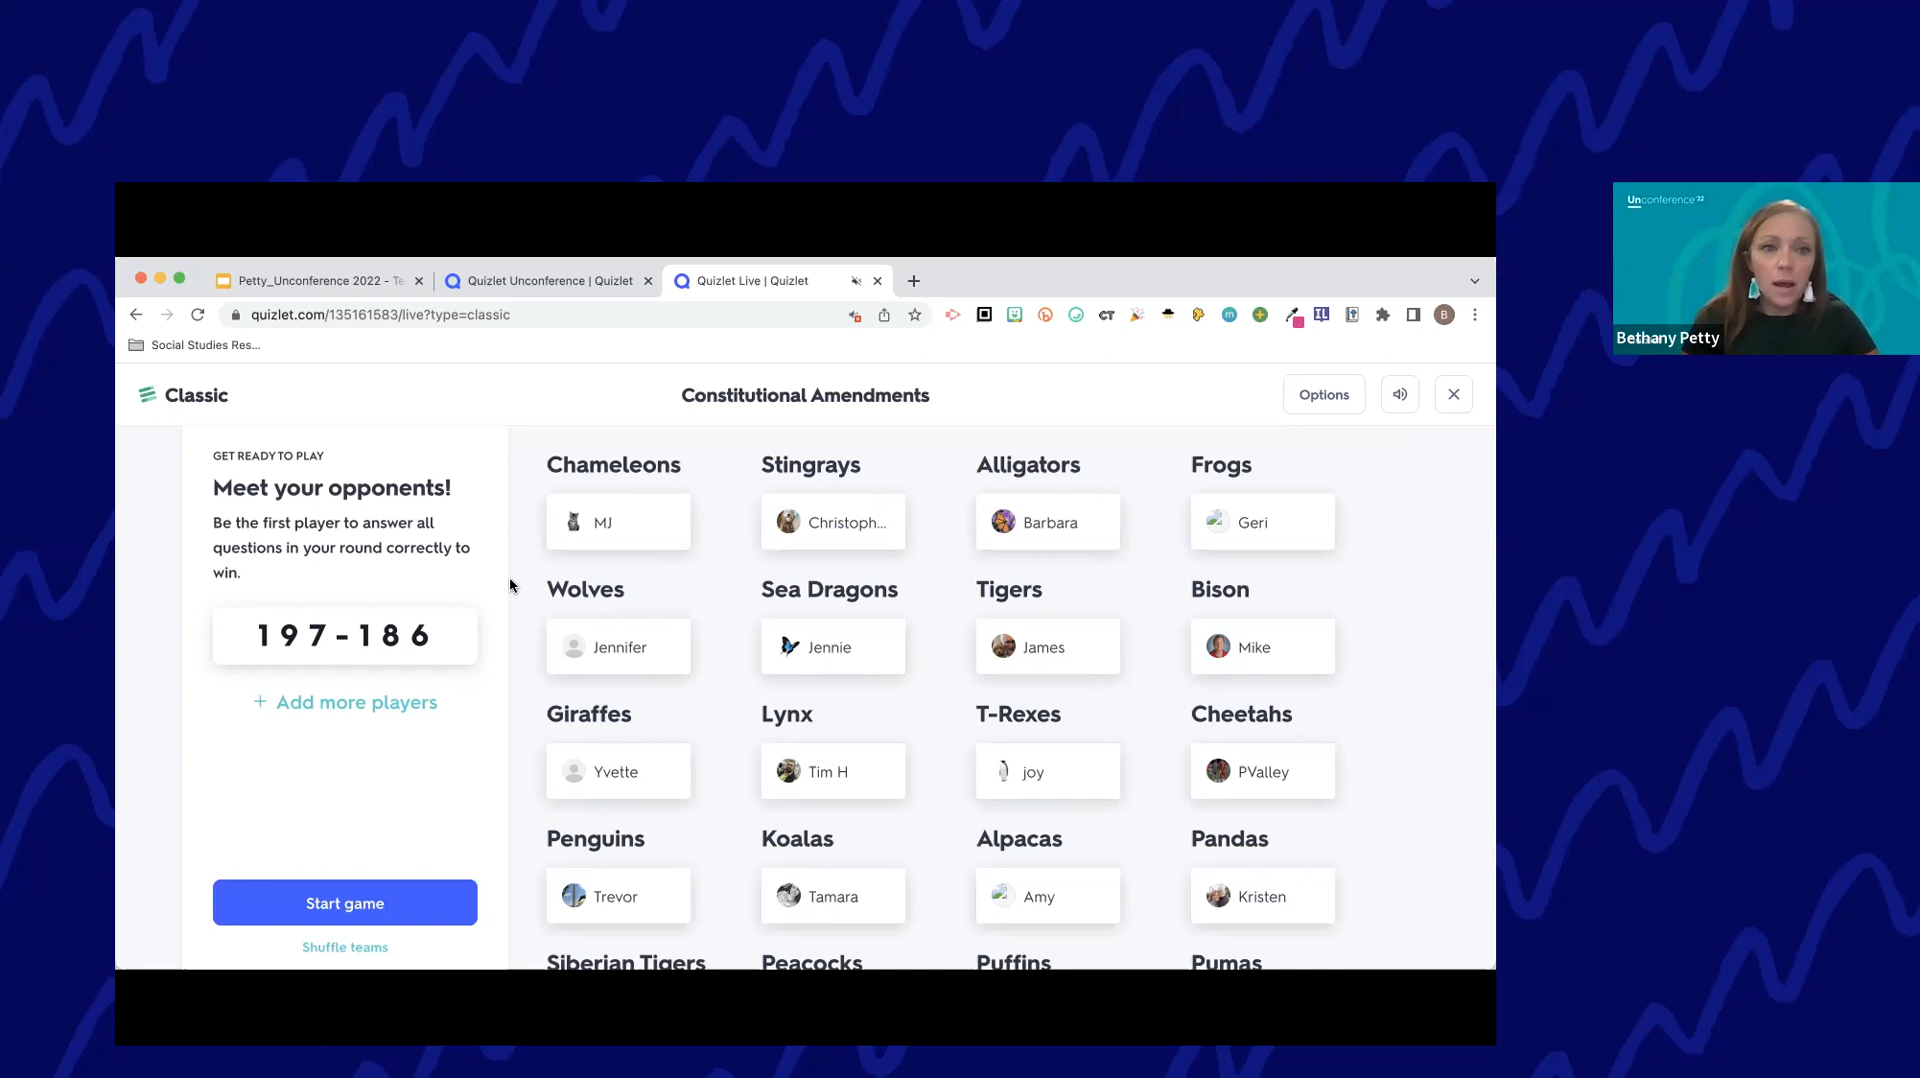 Unconference'22
Bethany Petty
Petty_Unconference 2022 - Te
Quizlet Unconference | Quizlet
Quizlet Live | Quizlet
quizlet.com/135161583/live?type=classic
CT
IL
B
Social Studies Res...
Classic
Constitutional Amendments
Options
GET READY TO PLAY
Meet your opponents!
Be the first player to answer all
questions in your round correctly to
win.
197-186
+ Add more players
Start game
Shuffle teams
Chameleons
Stingrays
Alligators
Frogs
MJ
Christoph...
Barbara
Geri
Wolves
Sea Dragons
Tigers
Bison
Jennifer
Jennie
James
Mike
Giraffes
Lynx
T-Rexes
Cheetahs
Yvette
Tim H
joy
PValley
Penguins
Koalas
Alpacas
Pandas
Trevor
Tamara
Amy
Kristen
Siberian Tigers
Peacocks
Puffins
Pumas